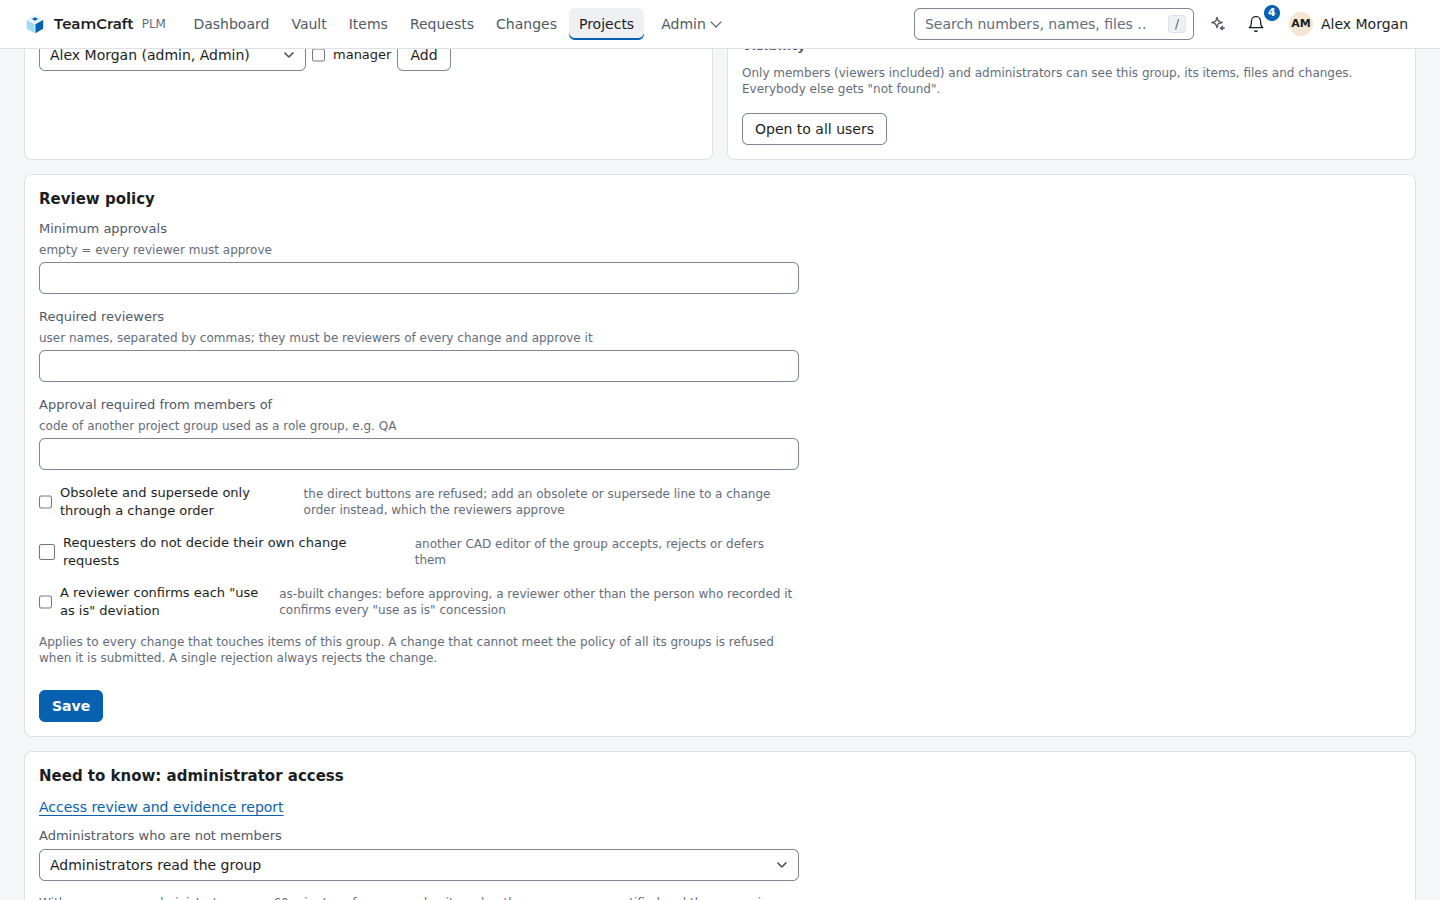 TeamCraft PLM Dashboard Vault Items Requests Changes Projects Admin Search numbers, names, files .. / 4 AM Alex Morgan
Alex Morgan (admin, Admin) manager Add
Only members (viewers included) and administrators can see this group, its items, files and changes.
Everybody else gets "not found".
Open to all users
Review policy
Minimum approvals
empty = every reviewer must approve
Required reviewers
user names, separated by commas; they must be reviewers of every change and approve it
Approval required from members of
code of another project group used as a role group, e.g. QA
Obsolete and supersede only
through a change order
the direct buttons are refused; add an obsolete or supersede line to a change
order instead, which the reviewers approve
Requesters do not decide their own change
requests
another CAD editor of the group accepts, rejects or defers
them
A reviewer confirms each "use
as is" deviation
as-built changes: before approving, a reviewer other than the person who recorded it
confirms every "use as is" concession
Applies to every change that touches items of this group. A change that cannot meet the policy of all its groups is refused
when it is submitted. A single rejection always rejects the change.
Save
Need to know: administrator access
Access review and evidence report
Administrators who are not members
Administrators read the group